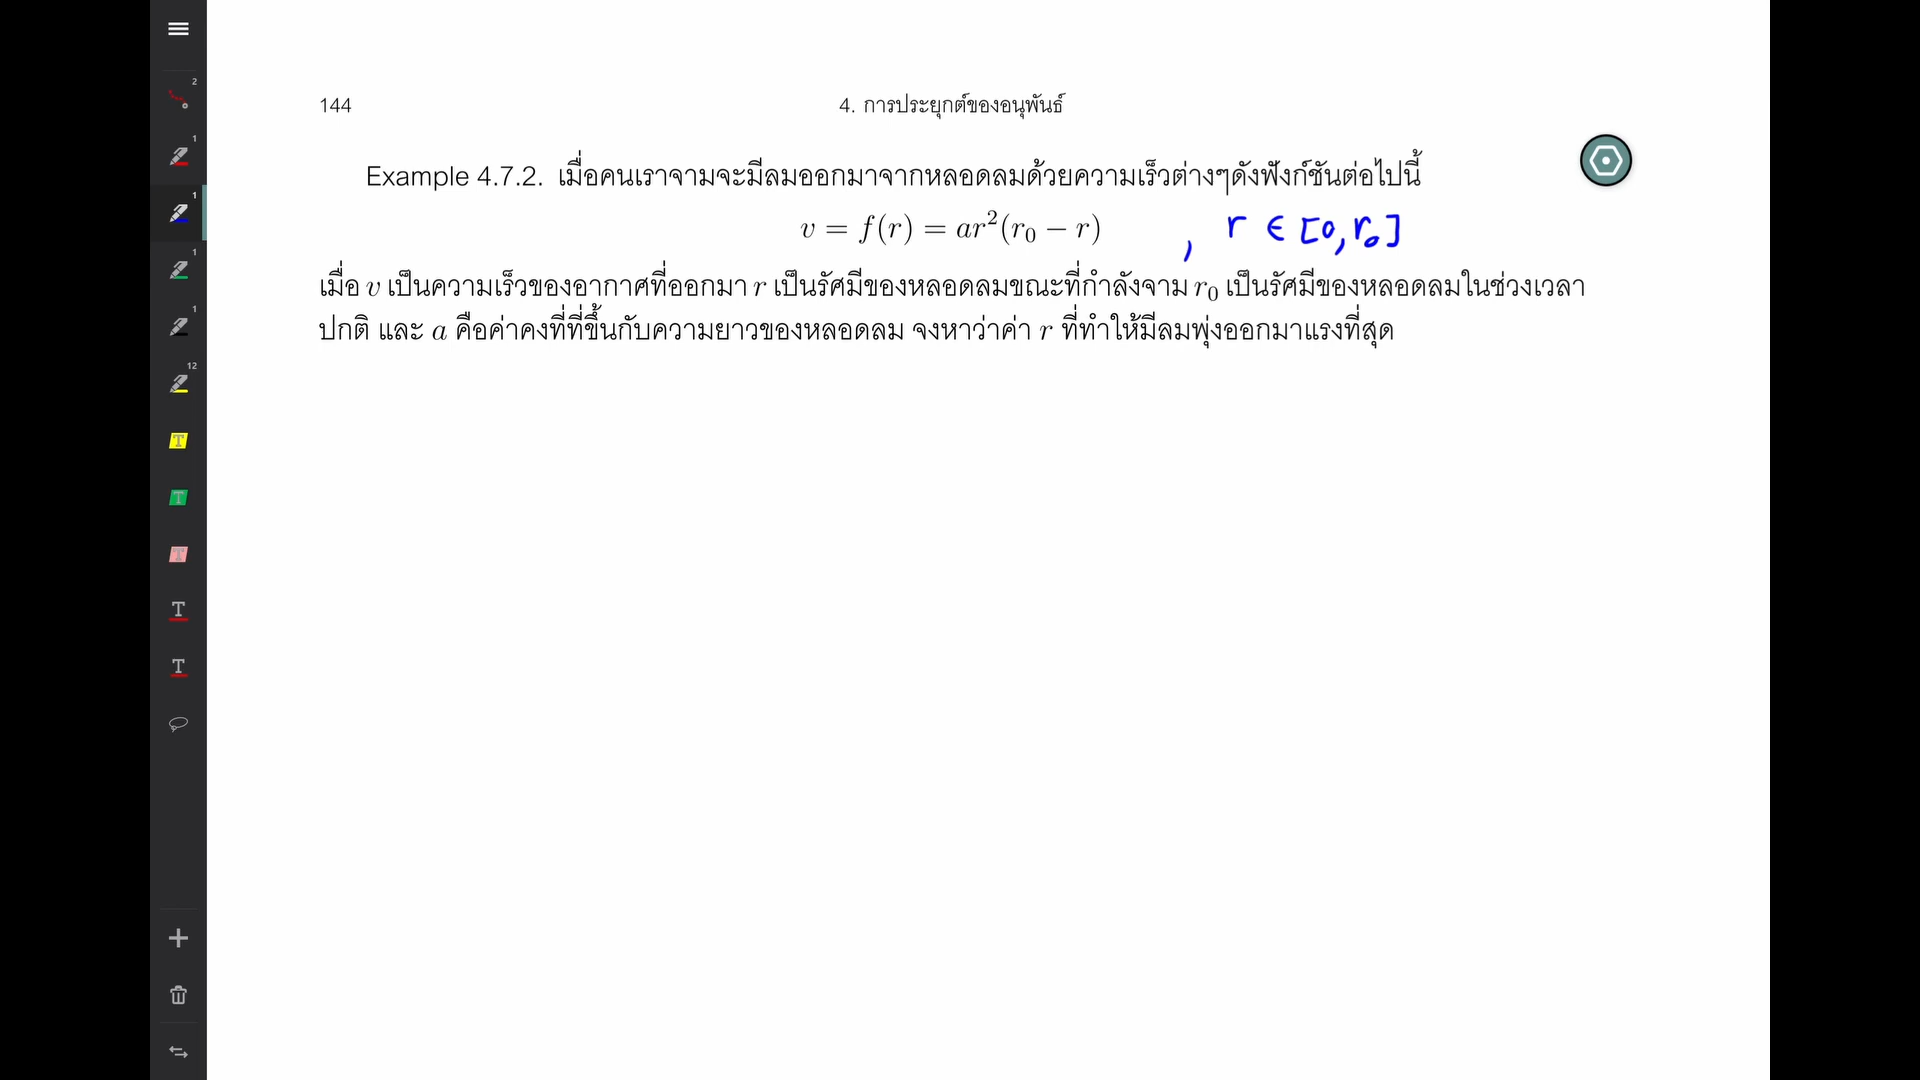 144
4. การประยุกต์ของอนุพันธ์
Example 4.7.2. เมื่อคนเราจามจะมีลมออกมาจากหลอดลมด้วยความเร็วต่างๆดังฟังก์ชันต่อไปนี้
v = f(r) = ar²(r₀ − r) , r ∈ [0, r₀]
เมื่อ v เป็นความเร็วของอากาศที่ออกมา r เป็นรัศมีของหลอดลมขณะที่กำลังจาม r₀ เป็นรัศมีของหลอดลมในช่วงเวลา
ปกติ และ a คือค่าคงที่ที่ขึ้นกับความยาวของหลอดลม จงหาว่าค่า r ที่ทำให้มีลมพุ่งออกมาแรงที่สุด
2
1
1
1
1
12
T
T
T
T
T